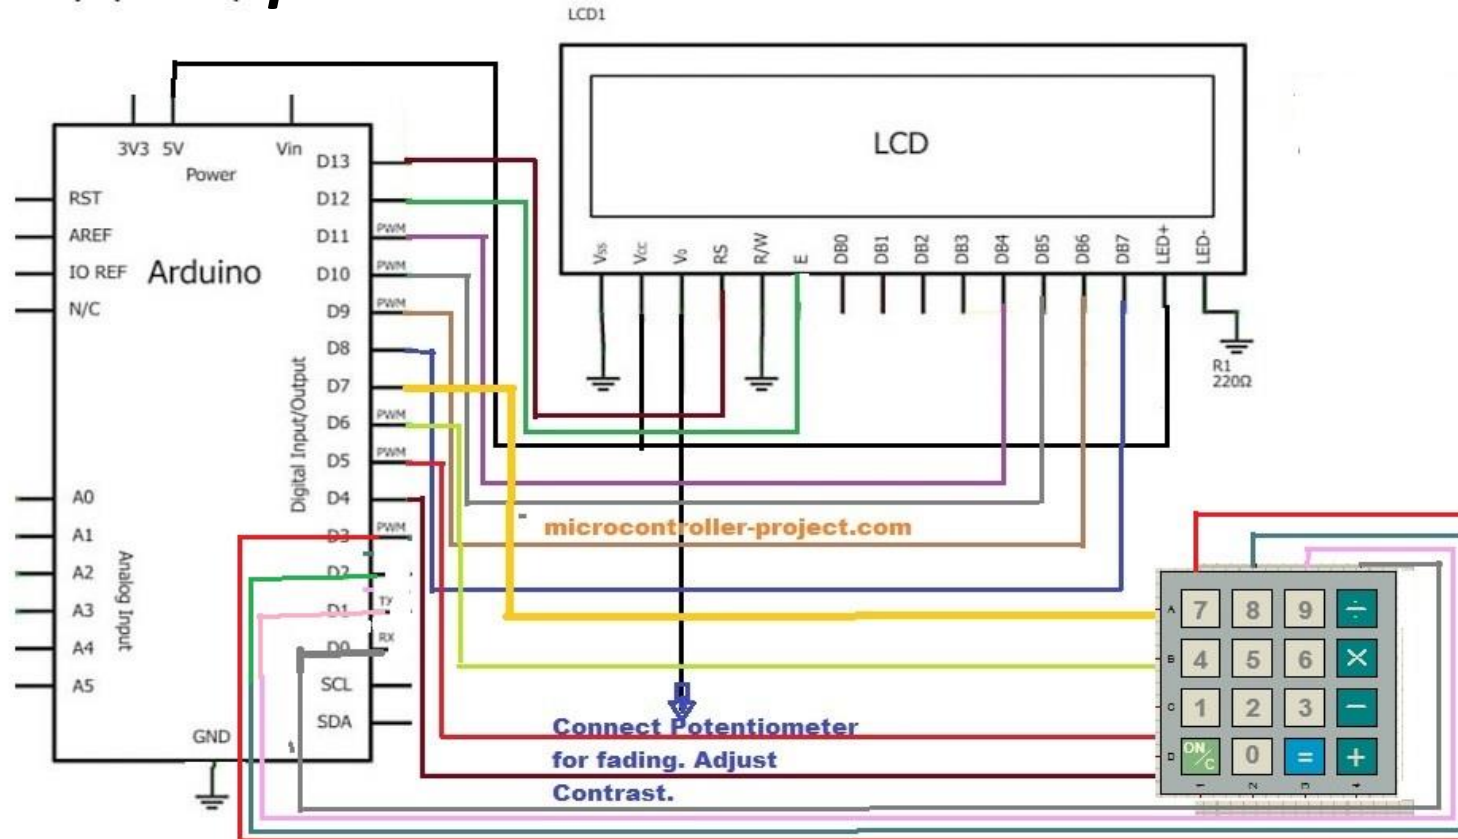 LCD1
LCD
Vss
Vcc
V0
RS
R/W
E
DB0
DB1
DB2
DB3
DB4
DB5
DB6
DB7
LED+
LED-
R1
220Ω
3V3 5V Vin
Power
Arduino
RST
AREF
IO REF
N/C
A0
A1
A2
A3
A4
A5
Analog Input
Digital Input/Output
D13
D12
D11 PWM
D10 PWM
D9 PWM
D8
D7
D6 PWM
D5 PWM
D4
D3 PWM
D2
D1
D0 RX
SCL
SDA
GND
microcontroller-project.com
Connect Potentiometer
for fading. Adjust
Contrast.
A 7 8 9 ÷
B 4 5 6 ×
C 1 2 3 −
D ON/C 0 = +
1 2 3 4